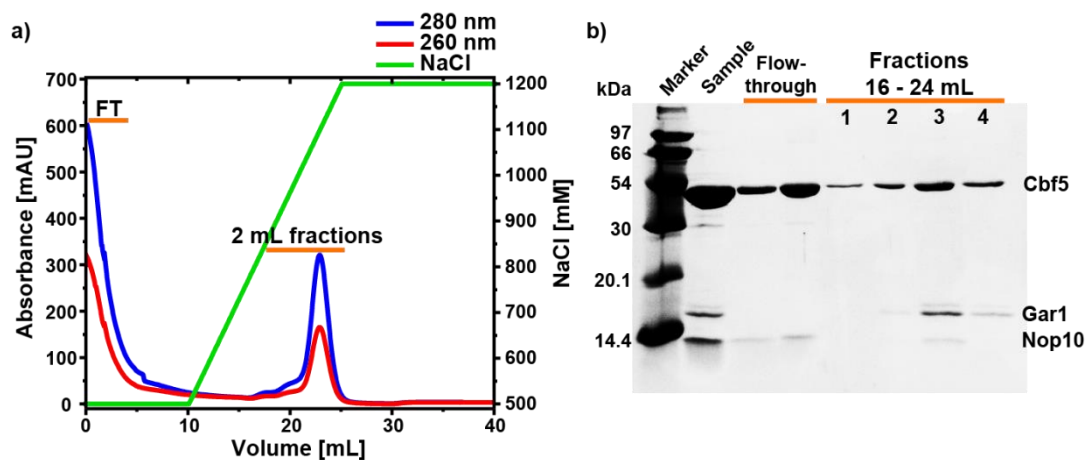 a)
280 nm
260 nm
NaCl
700
600
500
400
300
200
100
0
Absorbance [mAU]
FT
2 mL fractions
1200
1100
1000
900
800
700
600
500
NaCl [mM]
0 10 20 30 40
Volume [mL]
b)
kDa
Marker
Sample
Flow-
through
Fractions
16 - 24 mL
1 2 3 4
97
66
54
30
20.1
14.4
Cbf5
Gar1
Nop10